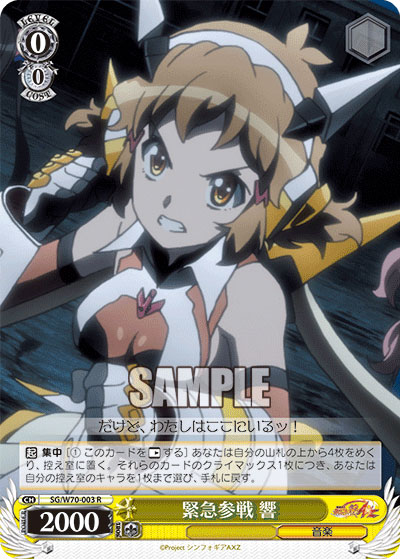 LEVEL
0
0
COST
SAMPLE
だけど、わたしはここにいるッ！
起 集中 [① このカードを する] あなたは自分の山札の上から4枚をめく
り、控え室に置く。それらのカードのクライマックス1枚につき、あなたは
自分の控え室のキャラを1枚まで選び、手札に戻す。
CH SG/W70-003 R
2000
緊急参戦 響
音楽
©Project シンフォギアAXZ